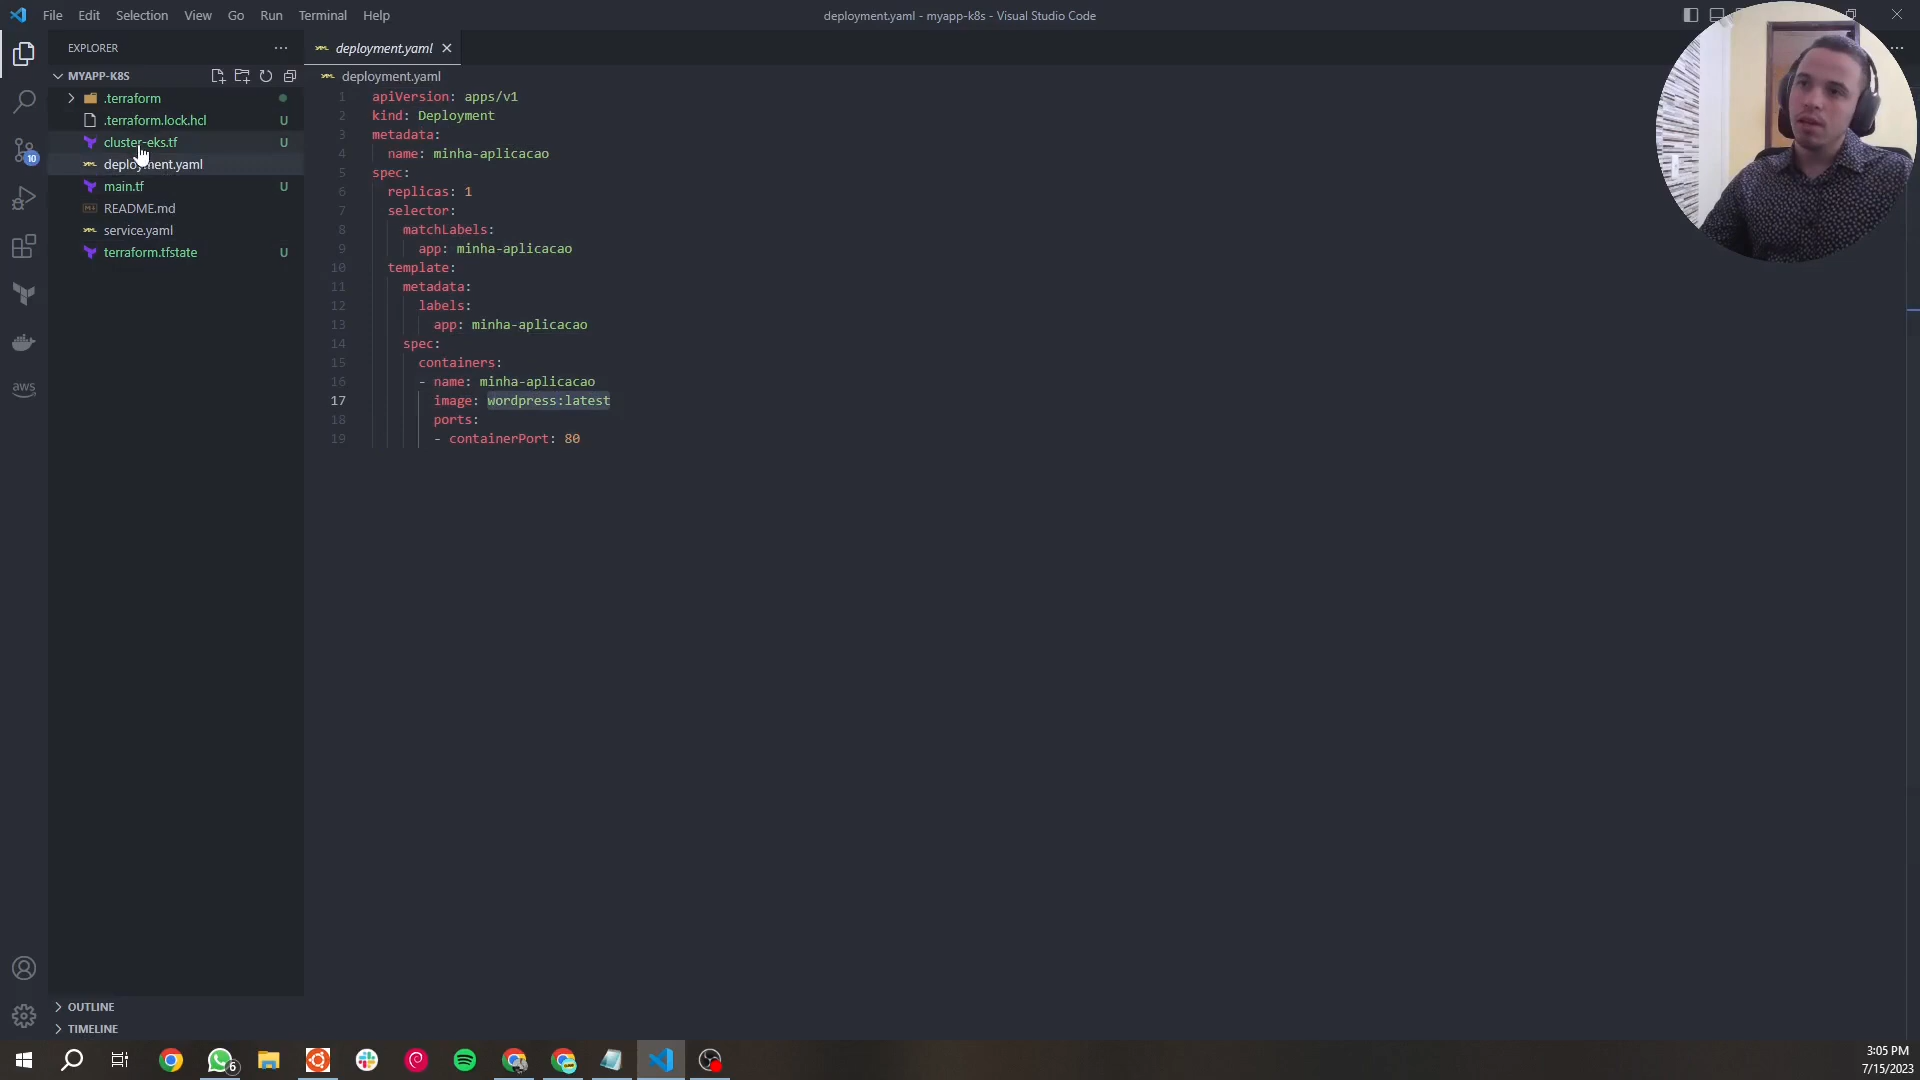 File Edit Selection View Go Run Terminal Help
deployment.yaml - myapp-k8s - Visual Studio Code
EXPLORER
deployment.yaml
MYAPP-K8S
deployment.yaml
.terraform
.terraform.lock.hcl U
cluster-eks.tf U
deployment.yaml
main.tf U
README.md
service.yaml
terraform.tfstate U
10
aws
1 apiVersion: apps/v1
2 kind: Deployment
3 metadata:
4 name: minha-aplicacao
5 spec:
6 replicas: 1
7 selector:
8 matchLabels:
9 app: minha-aplicacao
10 template:
11 metadata:
12 labels:
13 app: minha-aplicacao
14 spec:
15 containers:
16 - name: minha-aplicacao
17 image: wordpress:latest
18 ports:
19 - containerPort: 80
OUTLINE
TIMELINE
6
3:05 PM
7/15/2023